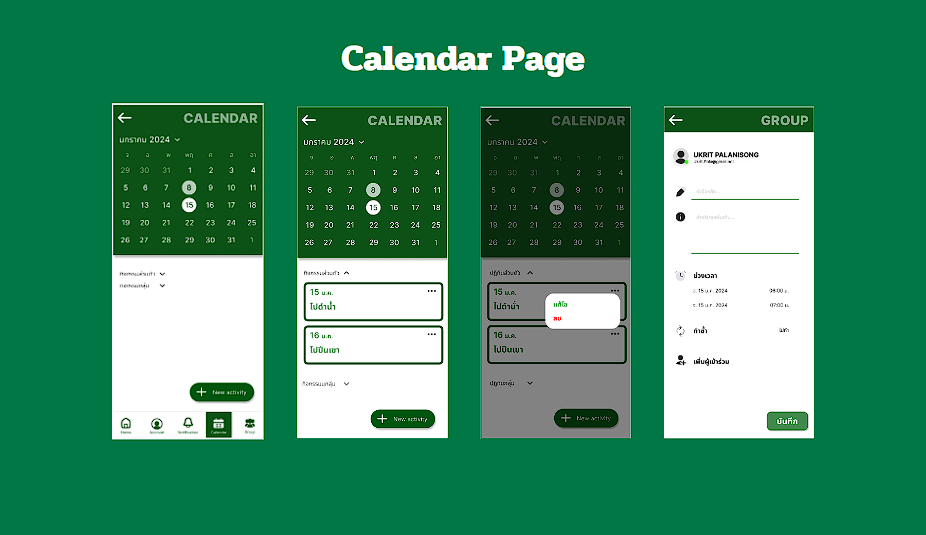 Calendar Page
CALENDAR
มกราคม 2024
จ อ พ พฤ ศ ส อา
29 30 31 1 2 3 4
5 6 7 8 9 10 11
12 13 14 15 16 17 18
19 20 21 22 23 24 25
26 27 28 29 30 31 1
กิจกรรมส่วนตัว
กิจกรรมกลุ่ม
New activity
Home Account Notification Calendar Group
CALENDAR
มกราคม 2024
จ อ พ พฤ ศ ส อา
29 30 31 1 2 3 4
5 6 7 8 9 10 11
12 13 14 15 16 17 18
19 20 21 22 23 24 25
26 27 28 29 30 31 1
กิจกรรมส่วนตัว
15 ม.ค.
ไปดำน้ำ
16 ม.ค.
ไปปีนเขา
กิจกรรมกลุ่ม
New activity
CALENDAR
มกราคม 2024
จ อ พ พฤ ศ ส อา
29 30 31 1 2 3 4
5 6 7 8 9 10 11
12 13 14 15 16 17 18
19 20 21 22 23 24 25
26 27 28 29 30 31 1
ปฏิทินส่วนตัว
15 ม.ค.
ไปดำน้ำ
แก้ไข
ลบ
16 ม.ค.
ไปปีนเขา
ปฏิทินกลุ่ม
New activity
GROUP
UKRIT PALANISONG
ช่วงเวลา
จ. 15 ม.ค. 2024 06:00 น.
จ. 15 ม.ค. 2024 07:00 น.
ทำซ้ำ
ไม่ทำ
เพิ่มผู้เข้าร่วม
บันทึก